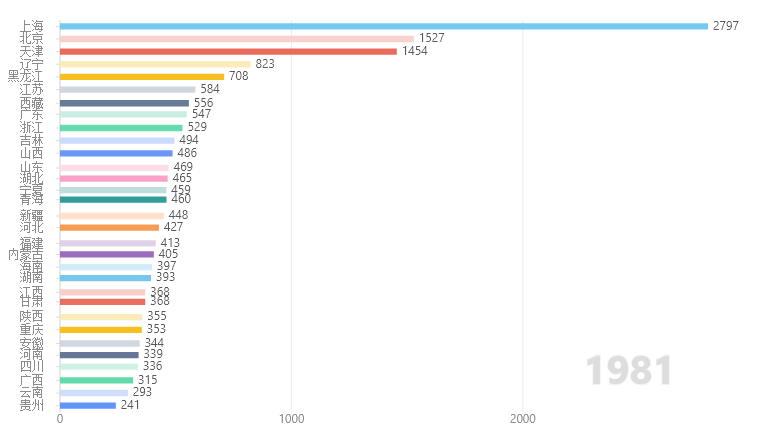 上海 2797
北京 1527
天津 1454
辽宁 823
黑龙江 708
江苏 584
西藏 556
广东 547
浙江 529
吉林 494
山西 486
山东 469
湖北 465
宁夏 459
青海 460
新疆 448
河北 427
福建 413
内蒙古 405
海南 397
湖南 393
江西 368
甘肃 368
陕西 355
重庆 353
安徽 344
河南 339
四川 336
广西 315
云南 293
贵州 241
1981
0 1000 2000